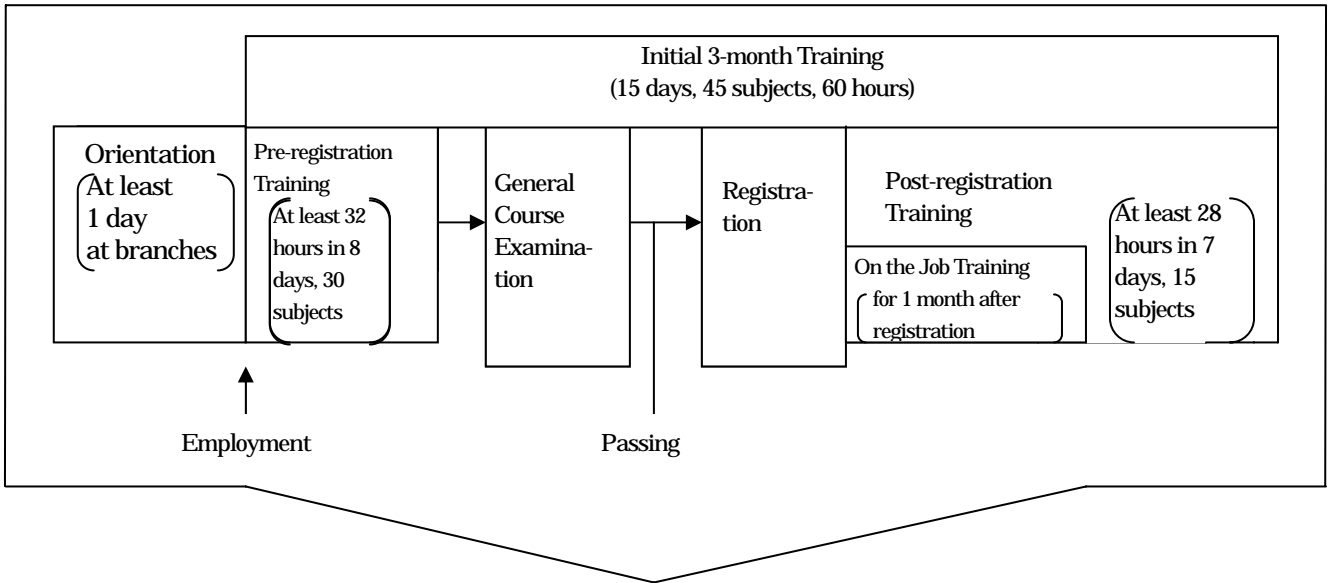 Initial 3-month Training
(15 days, 45 subjects, 60 hours)
Orientation
At least
1 day
at branches
Pre-registration
Training
At least 32
hours in 8
days, 30
subjects
General
Course
Examina-
tion
Registra-
tion
Post-registration
Training
On the Job Training
for 1 month after
registration
At least 28
hours in 7
days, 15
subjects
Employment
Passing